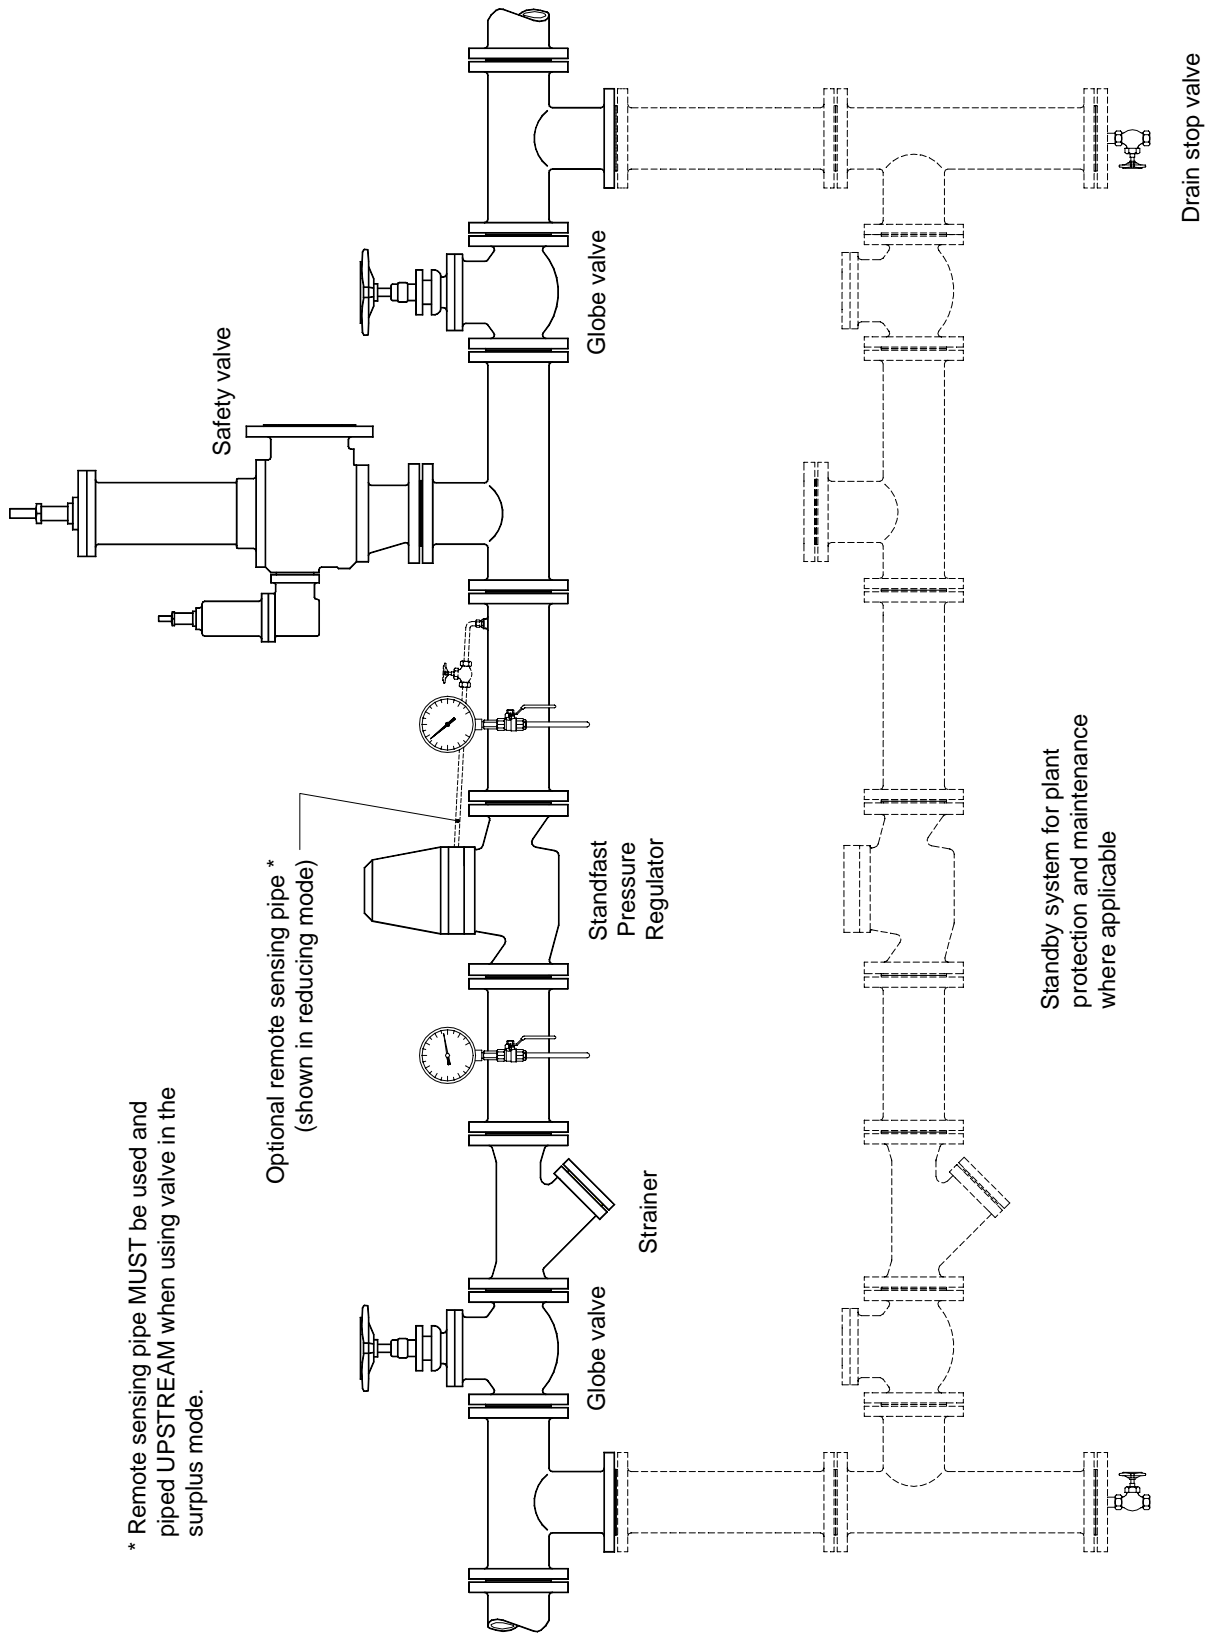 * Remote sensing pipe MUST be used and
piped UPSTREAM when using valve in the
surplus mode.
Optional remote sensing pipe *
(shown in reducing mode)
Safety valve
Globe valve
Strainer
Standfast
Pressure
Regulator
Globe valve
Standby system for plant
protection and maintenance
where applicable
Drain stop valve